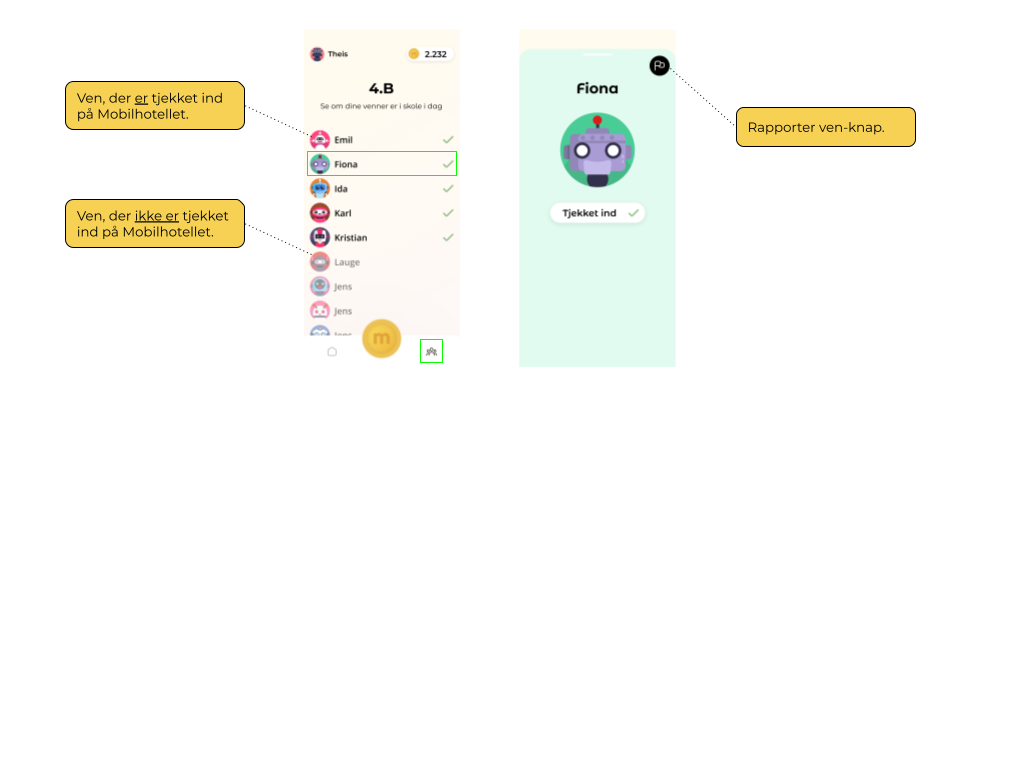 Ven, der er tjekket ind
på Mobilhotellet.
Ven, der ikke er tjekket
ind på Mobilhotellet.
Theis
2.232
4.B
Se om dine venner er i skole i dag
Emil
Fiona
Ida
Karl
Kristian
Lauge
Jens
Jens
Jens
m
Fiona
Tjekket ind
Rapporter ven-knap.